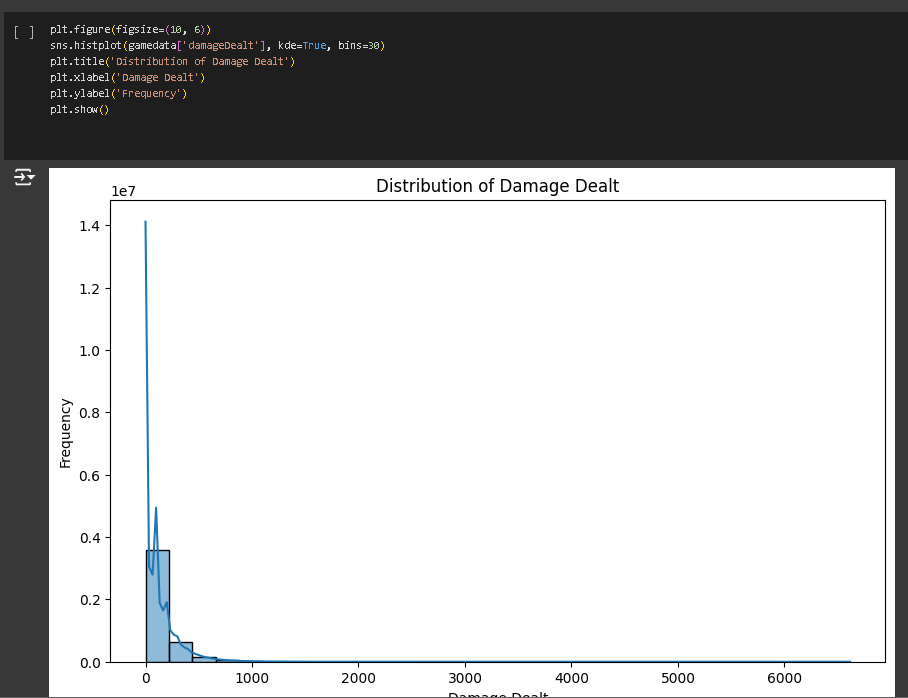 [ ]
plt.figure(figsize=(10, 6))
sns.histplot(gamedata['damageDealt'], kde=True, bins=30)
plt.title('Distribution of Damage Dealt')
plt.xlabel('Damage Dealt')
plt.ylabel('Frequency')
plt.show()
Distribution of Damage Dealt
1e7
1.4
1.2
1.0
0.8
0.6
0.4
0.2
0.0
Frequency
0 1000 2000 3000 4000 5000 6000
Damage Dealt